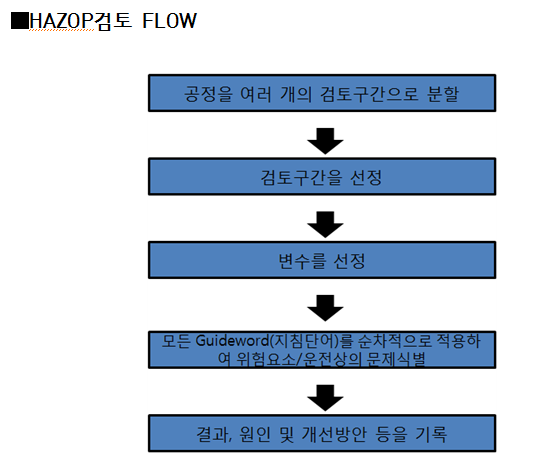 ■HAZOP검토 FLOW
공정을 여러 개의 검토구간으로 분할
검토구간을 선정
변수를 선정
모든 Guideword(지침단어)를 순차적으로 적용하
여 위험요소/운전상의 문제식별
결과, 원인 및 개선방안 등을 기록